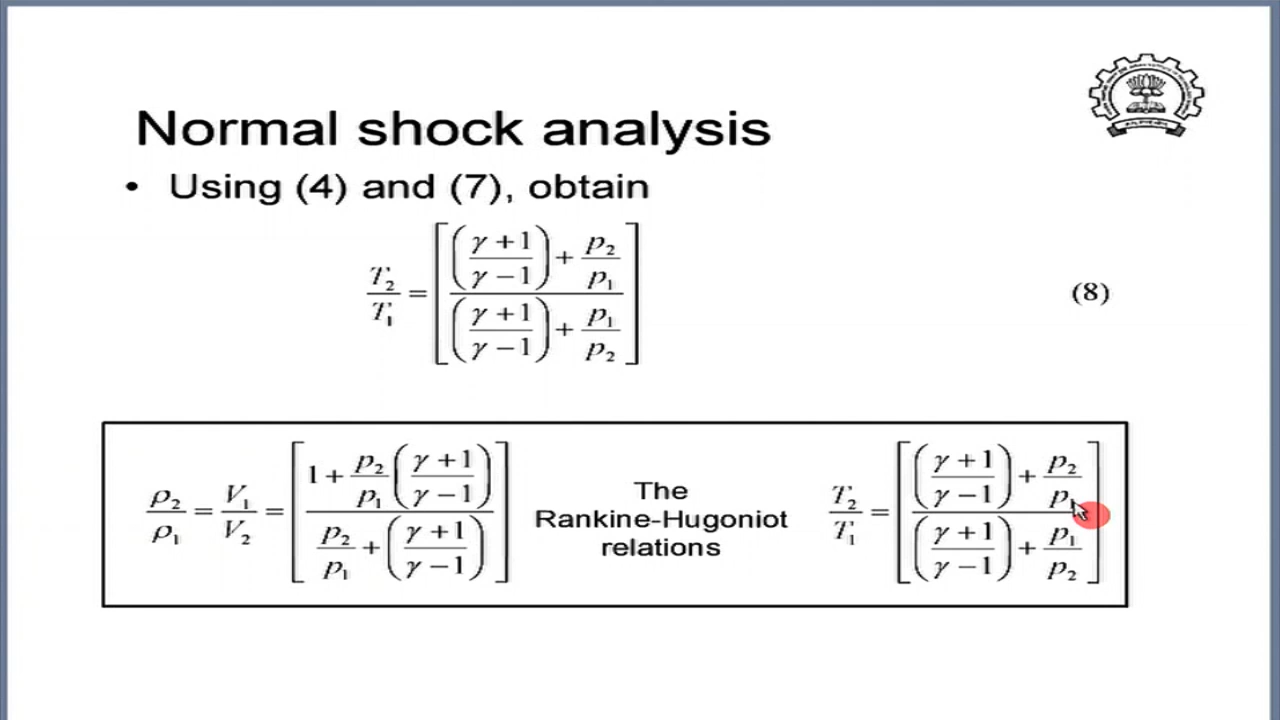 Normal shock analysis
• Using (4) and (7), obtain
T₂/T₁ = [ ( (γ +1)/(γ −1) ) + p₂/p₁ ] / [ ( (γ +1)/(γ −1) ) + p₁/p₂ ] (8)
ρ₂/ρ₁ = V₁/V₂ = [ 1 + p₂/p₁ ( (γ +1)/(γ −1) ) ] / [ p₂/p₁ + ( (γ +1)/(γ −1) ) ]
The
Rankine-Hugoniot
relations
T₂/T₁ = [ ( (γ +1)/(γ −1) ) + p₂/p₁ ] / [ ( (γ +1)/(γ −1) ) + p₁/p₂ ]